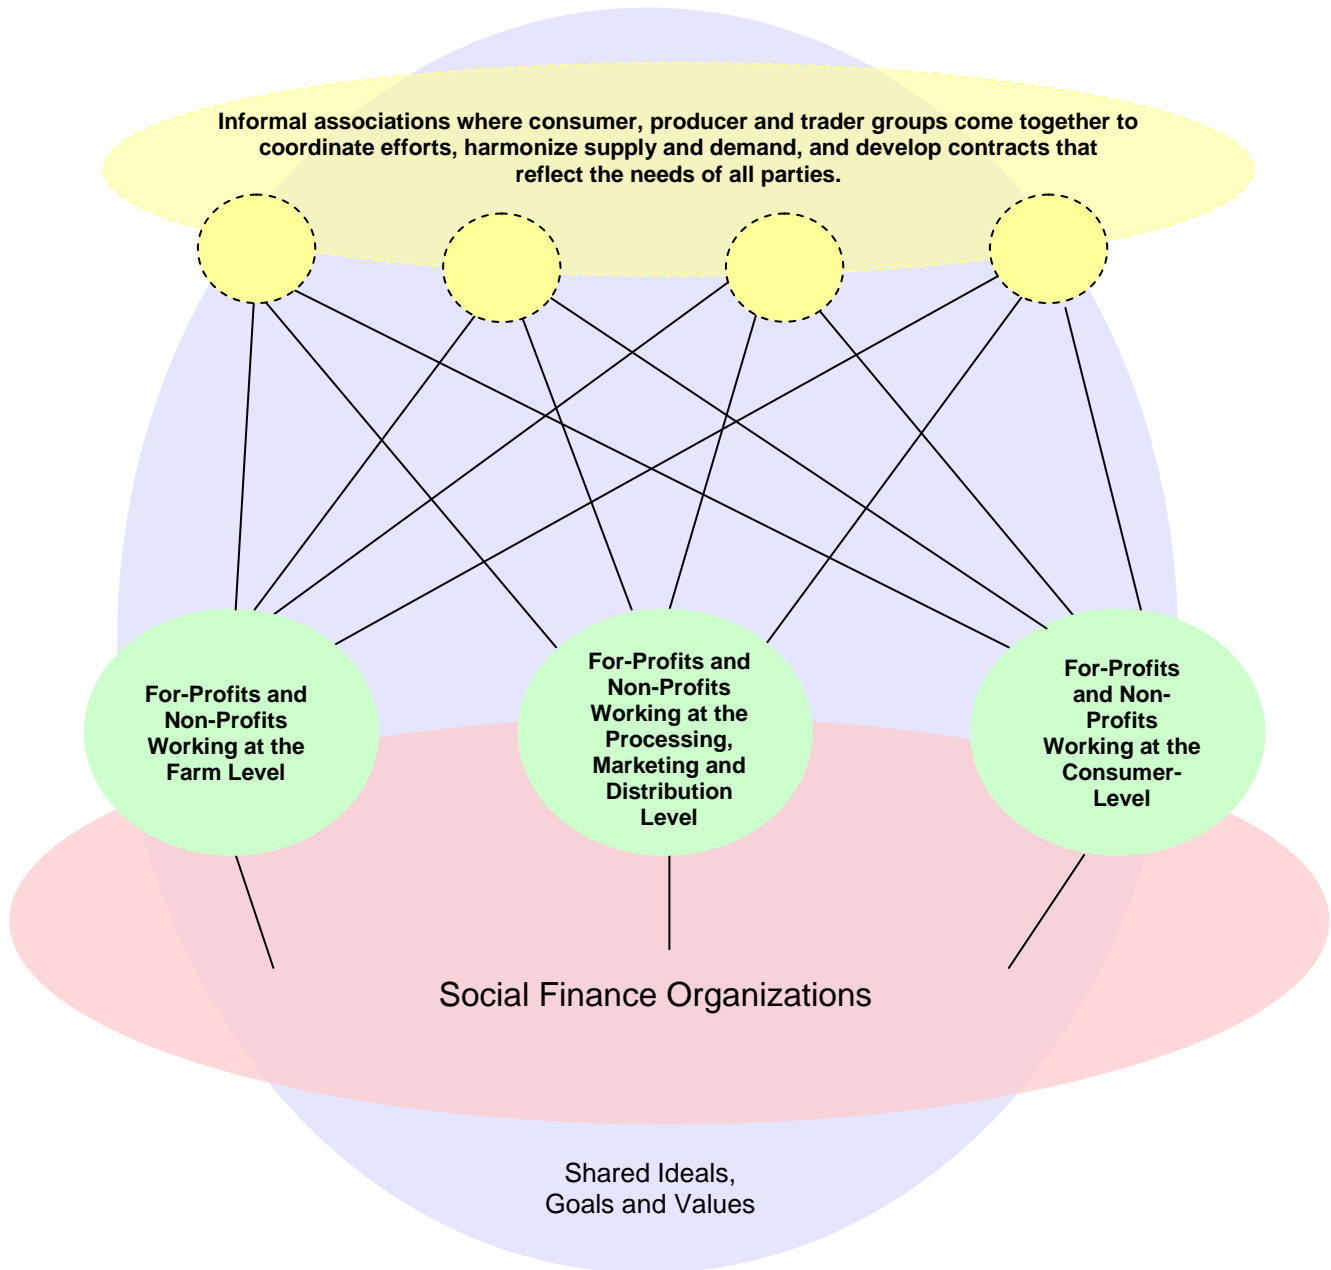 Informal associations where consumer, producer and trader groups come together to
coordinate efforts, harmonize supply and demand, and develop contracts that
reflect the needs of all parties.
For-Profits and
Non-Profits
Working at the
Farm Level
For-Profits and
Non-Profits
Working at the
Processing,
Marketing and
Distribution
Level
For-Profits
and Non-
Profits
Working at the
Consumer-
Level
Social Finance Organizations
Shared Ideals,
Goals and Values